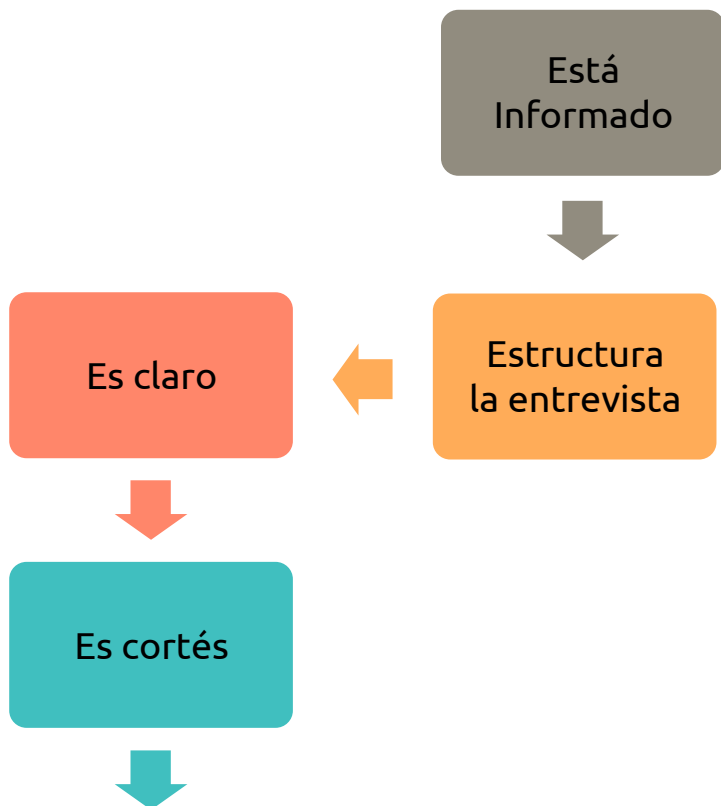 Está
Informado
Estructura
la entrevista
Es claro
Es cortés